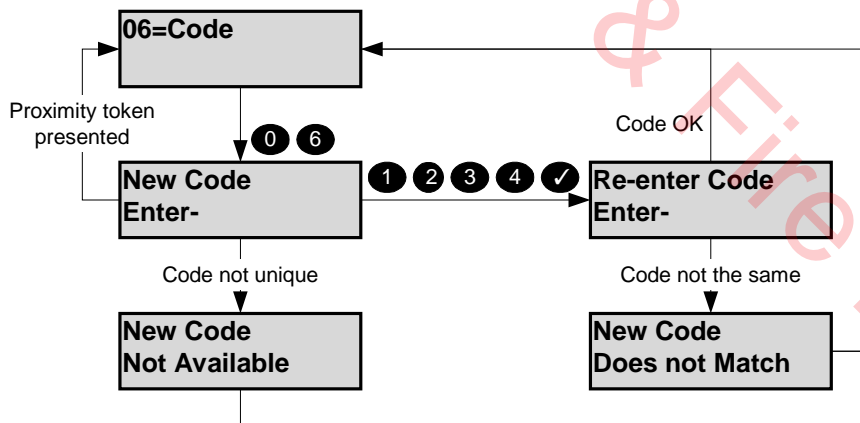 06=Code
Proximity token
presented
0 6
Code OK
New Code
Enter-
1 2 3 4 ✓
Re-enter Code
Enter-
Code not unique
Code not the same
New Code
Not Available
New Code
Does not Match
& Fire